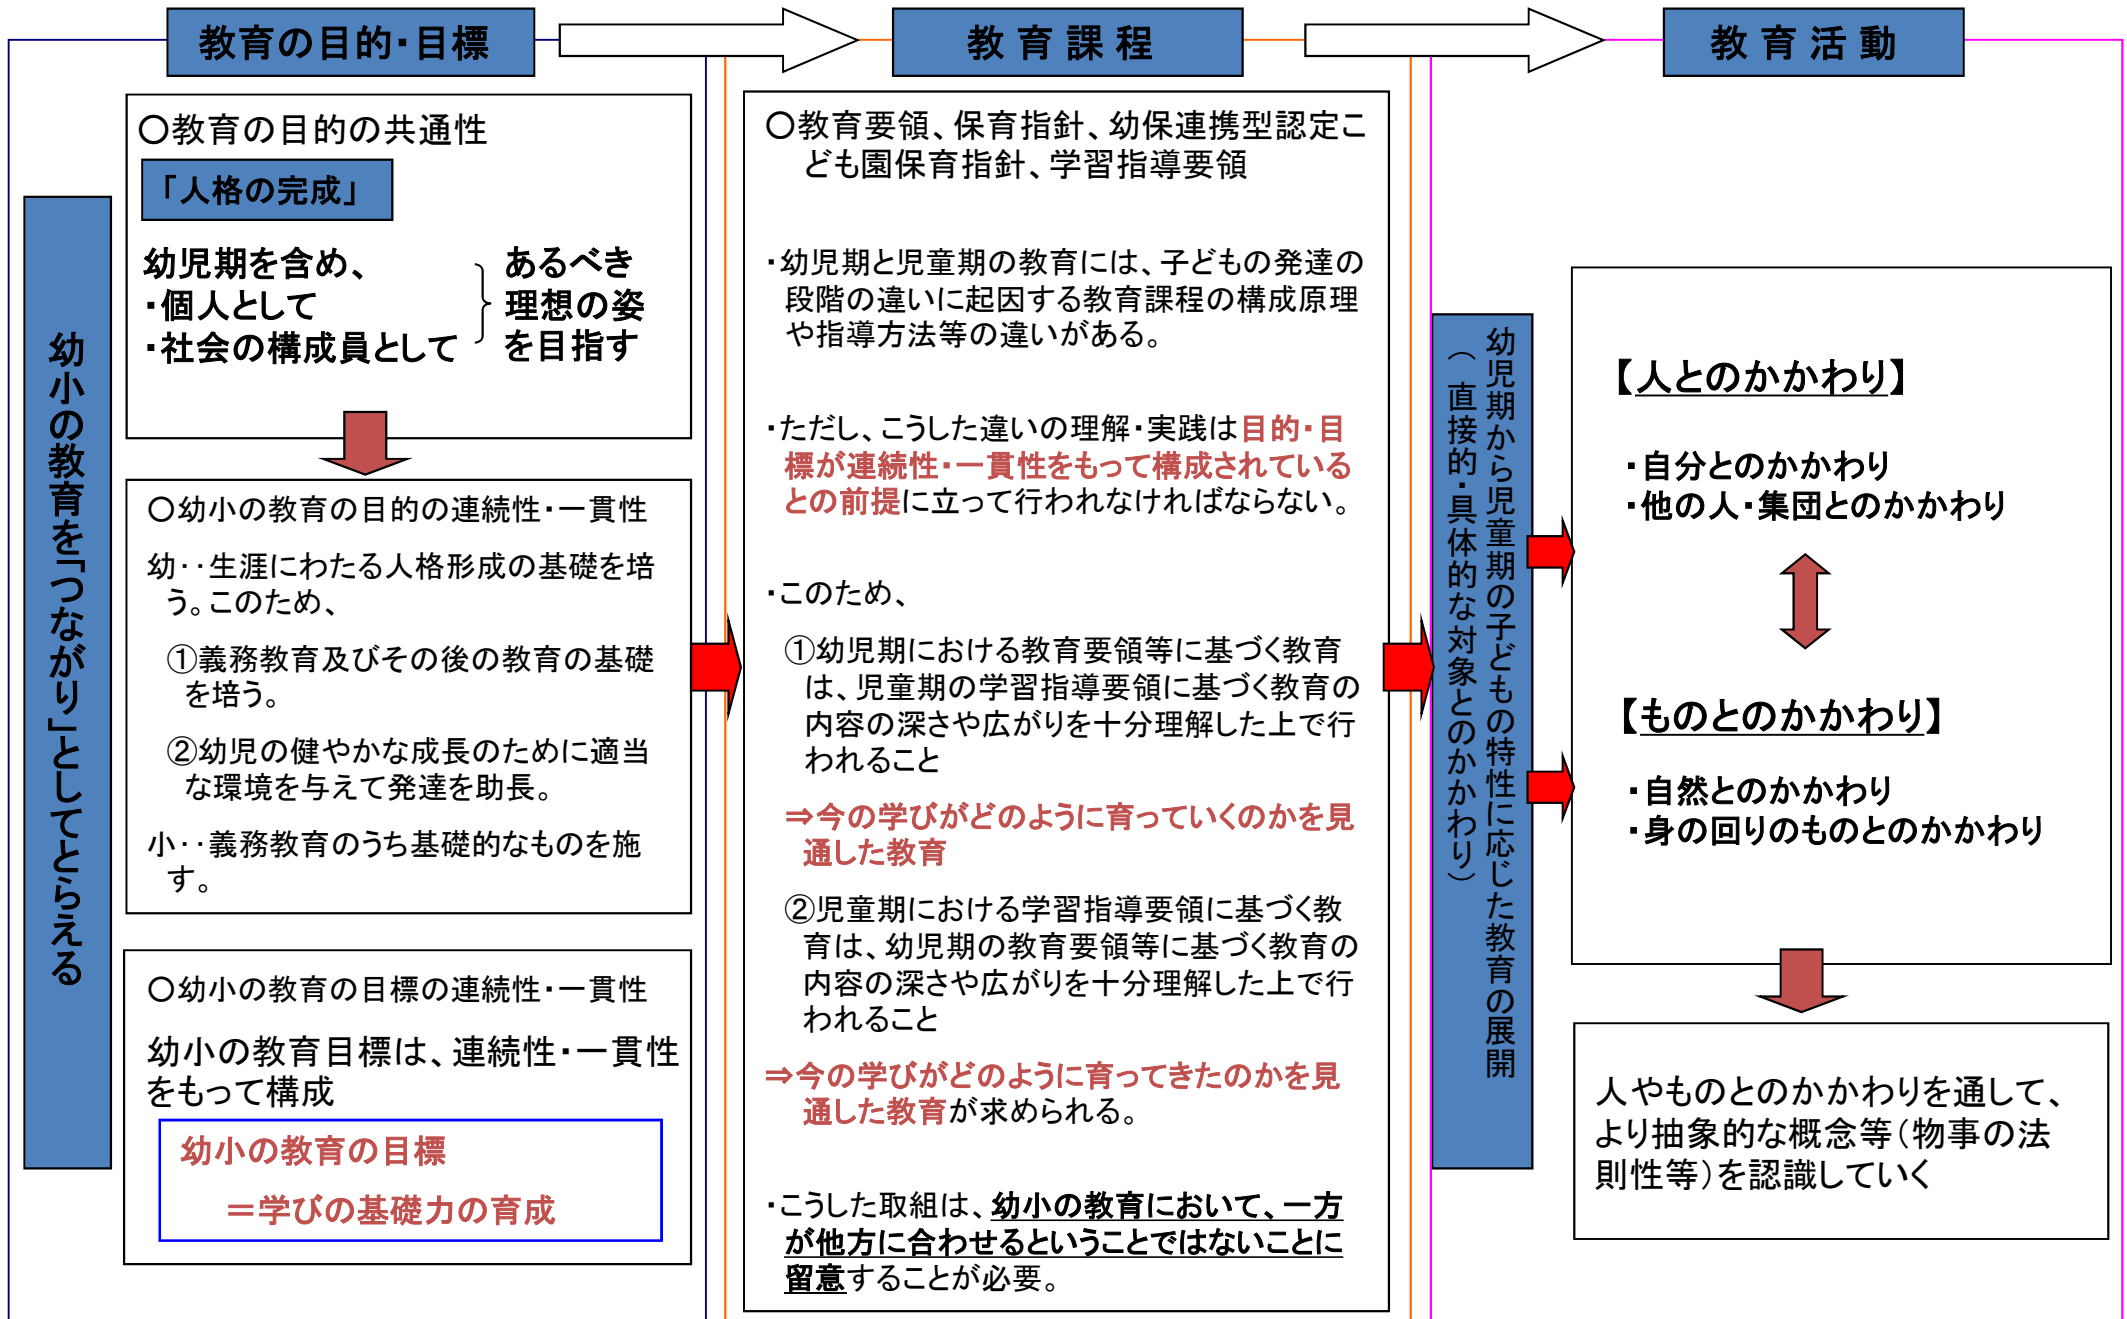 教育の目的・目標
教育課程
教育活動
幼小の教育を「つながり」としてとらえる
○教育の目的の共通性
「人格の完成」
幼児期を含め、
・個人として
・社会の構成員として
あるべき
理想の姿
を目指す
○幼小の教育の目的の連続性・一貫性
幼‥生涯にわたる人格形成の基礎を培
う。このため、
①義務教育及びその後の教育の基礎
を培う。
②幼児の健やかな成長のために適当
な環境を与えて発達を助長。
小‥義務教育のうち基礎的なものを施
す。
○幼小の教育の目標の連続性・一貫性
幼小の教育目標は、連続性・一貫性
をもって構成
幼小の教育の目標
＝学びの基礎力の育成
○教育要領、保育指針、幼保連携型認定こ
ども園保育指針、学習指導要領
・幼児期と児童期の教育には、子どもの発達の
段階の違いに起因する教育課程の構成原理
や指導方法等の違いがある。
・ただし、こうした違いの理解・実践は目的・目
標が連続性・一貫性をもって構成されている
との前提に立って行われなければならない。
・このため、
①幼児期における教育要領等に基づく教育
は、児童期の学習指導要領に基づく教育の
内容の深さや広がりを十分理解した上で行
われること
⇒今の学びがどのように育っていくのかを見
通した教育
②児童期における学習指導要領に基づく教
育は、幼児期の教育要領等に基づく教育の
内容の深さや広がりを十分理解した上で行
われること
⇒今の学びがどのように育ってきたのかを見
通した教育が求められる。
・こうした取組は、幼小の教育において、一方
が他方に合わせるということではないことに
留意することが必要。
幼児期から児童期の子どもの特性に応じた教育の展開
（直接的・具体的な対象とのかかわり）
【人とのかかわり】
・自分とのかかわり
・他の人・集団とのかかわり
【ものとのかかわり】
・自然とのかかわり
・身の回りのものとのかかわり
人やものとのかかわりを通して、
より抽象的な概念等（物事の法
則性等）を認識していく